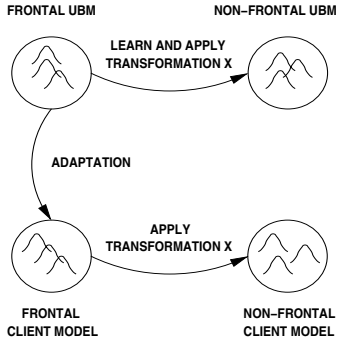 FRONTAL UBM
NON–FRONTAL UBM
LEARN AND APPLY
TRANSFORMATION X
ADAPTATION
APPLY
TRANSFORMATION X
FRONTAL
CLIENT MODEL
NON–FRONTAL
CLIENT MODEL